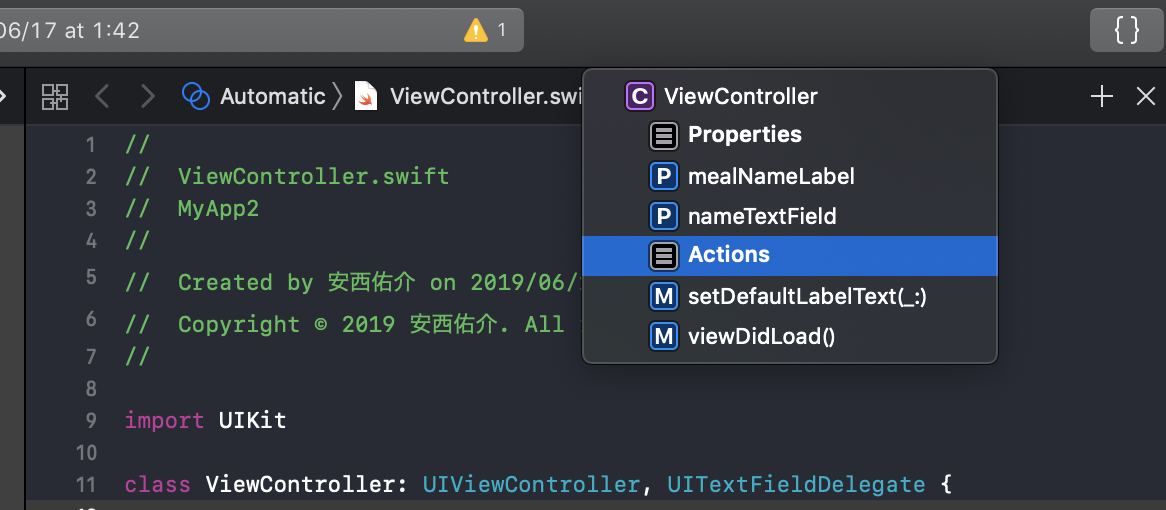 06/17 at 1:42
1
{ }
Automatic
ViewController.swi
C ViewController
Properties
P mealNameLabel
P nameTextField
Actions
M setDefaultLabelText(_:)
M viewDidLoad()
1 //
2 // ViewController.swift
3 // MyApp2
4 //
5 // Created by 安西佑介 on 2019/06/
6 // Copyright © 2019 安西佑介. All
7 //
8
9 import UIKit
10
11 class ViewController: UIViewController, UITextFieldDelegate {